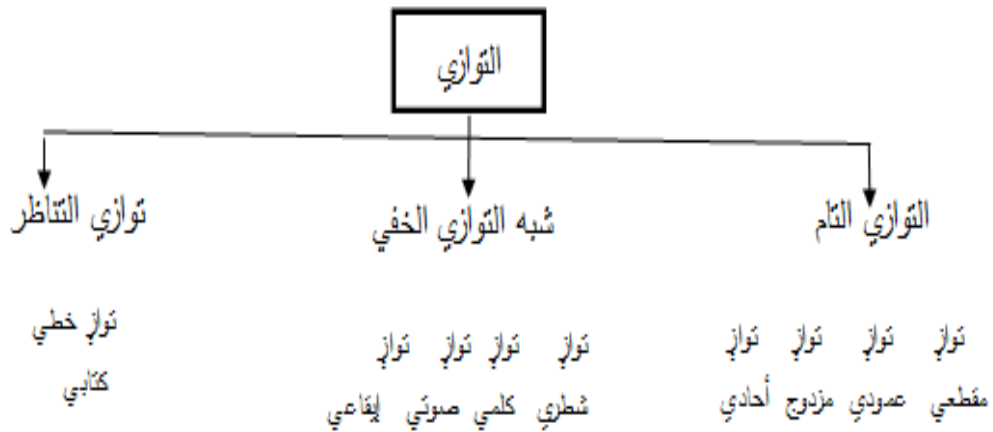 التوازي
التوازي التام شبه التوازي الخفي توازي التناظر
توازٍ توازٍ توازٍ توازٍ توازٍ توازٍ توازٍ توازٍ توازٍ خطي
مقطعي عمودي مزدوج أحادي شطري كلمي صوتي إيقاعي كتابي